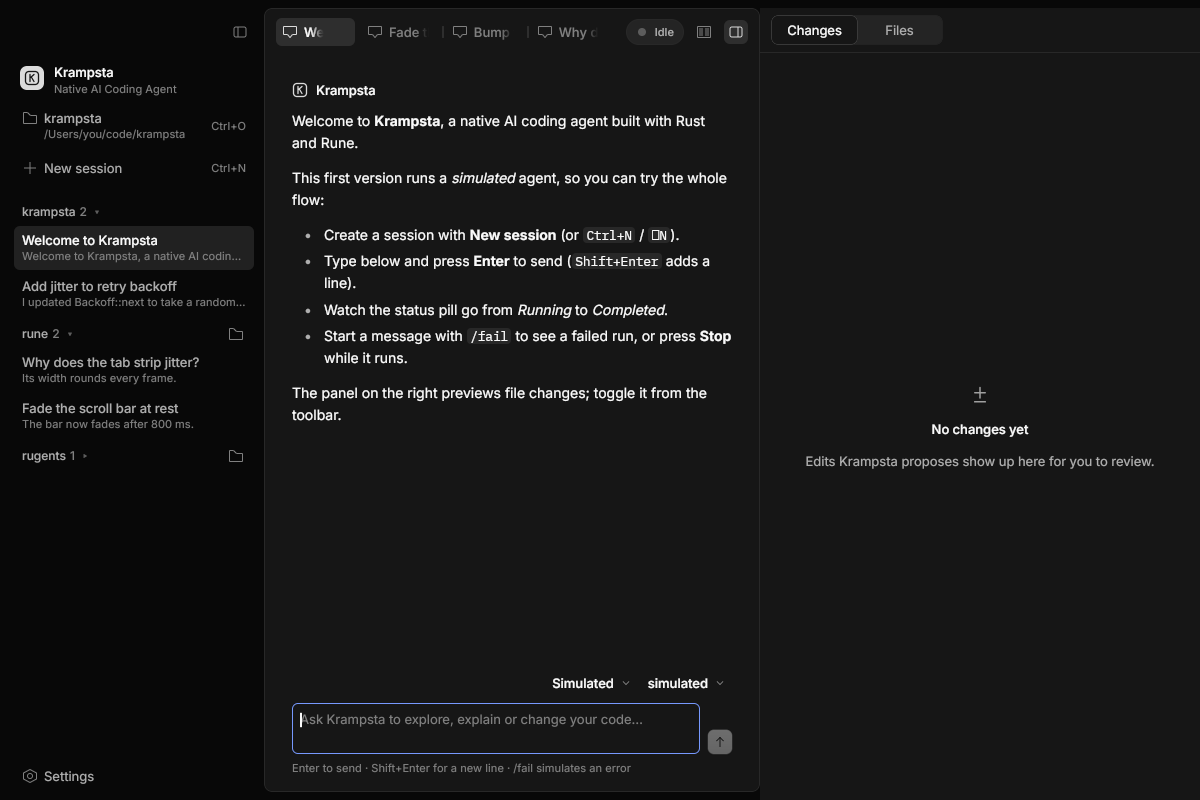 Krampsta
Native AI Coding Agent
krampsta
/Users/you/code/krampsta
Ctrl+O
New session
Ctrl+N
krampsta 2
Welcome to Krampsta
Welcome to Krampsta, a native AI codin...
Add jitter to retry backoff
I updated Backoff::next to take a random...
rune 2
Why does the tab strip jitter?
Its width rounds every frame.
Fade the scroll bar at rest
The bar now fades after 800 ms.
rugents 1
Settings
We
Fade t
Bump
Why d
Idle
Krampsta
Welcome to Krampsta, a native AI coding agent built with Rust
and Rune.
This first version runs a simulated agent, so you can try the whole
flow:
• Create a session with New session (or Ctrl+N / N).
• Type below and press Enter to send (Shift+Enter adds a
line).
• Watch the status pill go from Running to Completed.
• Start a message with /fail to see a failed run, or press Stop
while it runs.
The panel on the right previews file changes; toggle it from the
toolbar.
Simulated
simulated
Ask Krampsta to explore, explain or change your code...
Enter to send · Shift+Enter for a new line · /fail simulates an error
Changes
Files
No changes yet
Edits Krampsta proposes show up here for you to review.